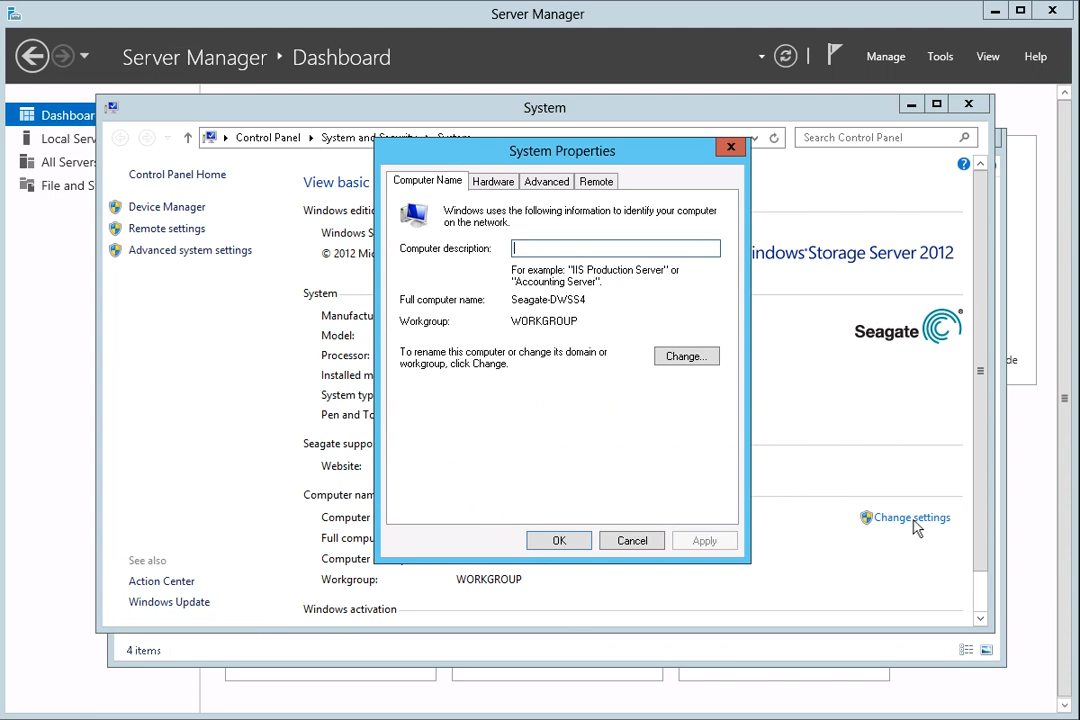 Server Manager
Server Manager • Dashboard
Manage
Tools
View
Help
Dashboar
Local Serv
All Server
File and S
System
Control Panel
System and Security
System
Search Control Panel
Control Panel Home
Device Manager
Remote settings
Advanced system settings
See also
Action Center
Windows Update
View basic
Windows editi
Windows S
© 2012 Mic
ndows Storage Server 2012
System
Manufactu
Model:
Processor:
Installed m
System type
Pen and To
Seagate
Seagate suppo
Website:
Computer nam
Computer
Full compu
Computer
Workgroup:
WORKGROUP
Change settings
Windows activation
System Properties
Computer Name
Hardware
Advanced
Remote
Windows uses the following information to identify your computer
on the network.
Computer description:
For example: "IIS Production Server" or
"Accounting Server".
Full computer name:
Seagate-DWSS4
Workgroup:
WORKGROUP
To rename this computer or change its domain or
workgroup, click Change.
Change...
OK
Cancel
Apply
de
4 items